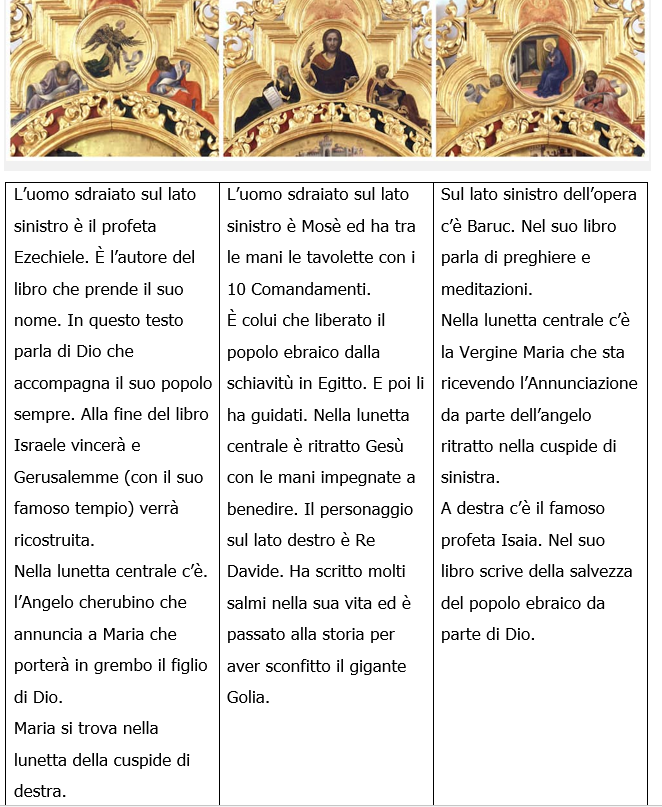 L’uomo sdraiato sul lato
sinistro è il profeta
Ezechiele. È l’autore del
libro che prende il suo
nome. In questo testo
parla di Dio che
accompagna il suo popolo
sempre. Alla fine del libro
Israele vincerà e
Gerusalemme (con il suo
famoso tempio) verrà
ricostruita.
Nella lunetta centrale c’è.
l’Angelo cherubino che
annuncia a Maria che
porterà in grembo il figlio
di Dio.
Maria si trova nella
lunetta della cuspide di
destra.
L’uomo sdraiato sul lato
sinistro è Mosè ed ha tra
le mani le tavolette con i
10 Comandamenti.
È colui che liberato il
popolo ebraico dalla
schiavitù in Egitto. E poi li
ha guidati. Nella lunetta
centrale è ritratto Gesù
con le mani impegnate a
benedire. Il personaggio
sul lato destro è Re
Davide. Ha scritto molti
salmi nella sua vita ed è
passato alla storia per
aver sconfitto il gigante
Golia.
Sul lato sinistro dell’opera
c’è Baruc. Nel suo libro
parla di preghiere e
meditazioni.
Nella lunetta centrale c’è
la Vergine Maria che sta
ricevendo l’Annunciazione
da parte dell’angelo
ritratto nella cuspide di
sinistra.
A destra c’è il famoso
profeta Isaia. Nel suo
libro scrive della salvezza
del popolo ebraico da
parte di Dio.